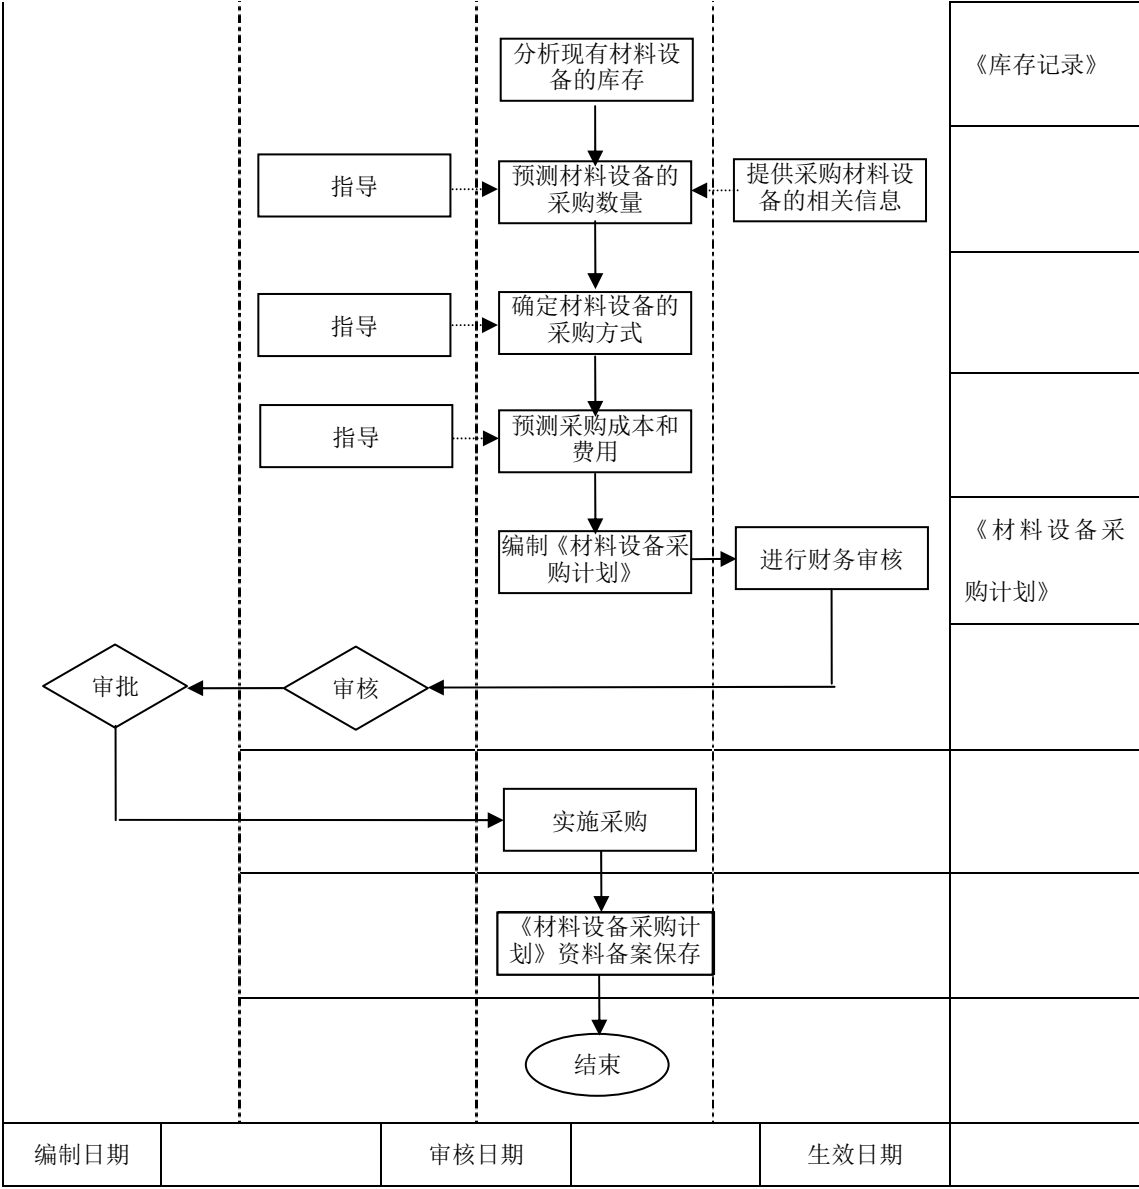 分析现有材料设
备的库存
《库存记录》
指导
预测材料设备的
采购数量
提供采购材料设
备的相关信息
指导
确定材料设备的
采购方式
指导
预测采购成本和
费用
编制《材料设备采
购计划》
进行财务审核
《材料设备采
购计划》
审批
审核
实施采购
《材料设备采购计
划》资料备案保存
结束
编制日期
审核日期
生效日期